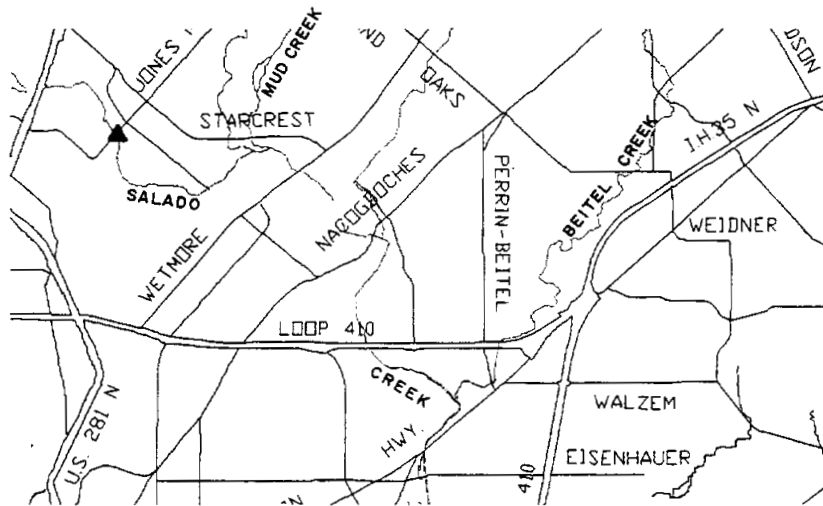 JONES
MUD CREEK
OAKS
DSON
STARCREST
I.H. 35 N
BEITEL CREEK
SALADO
NACOGDOCHES
PERRIN-BEITEL
WEIDNER
WETMORE
LOOP 410
CREEK
WALZEM
U.S. 281 N
HWY.
EISENHAUER
410